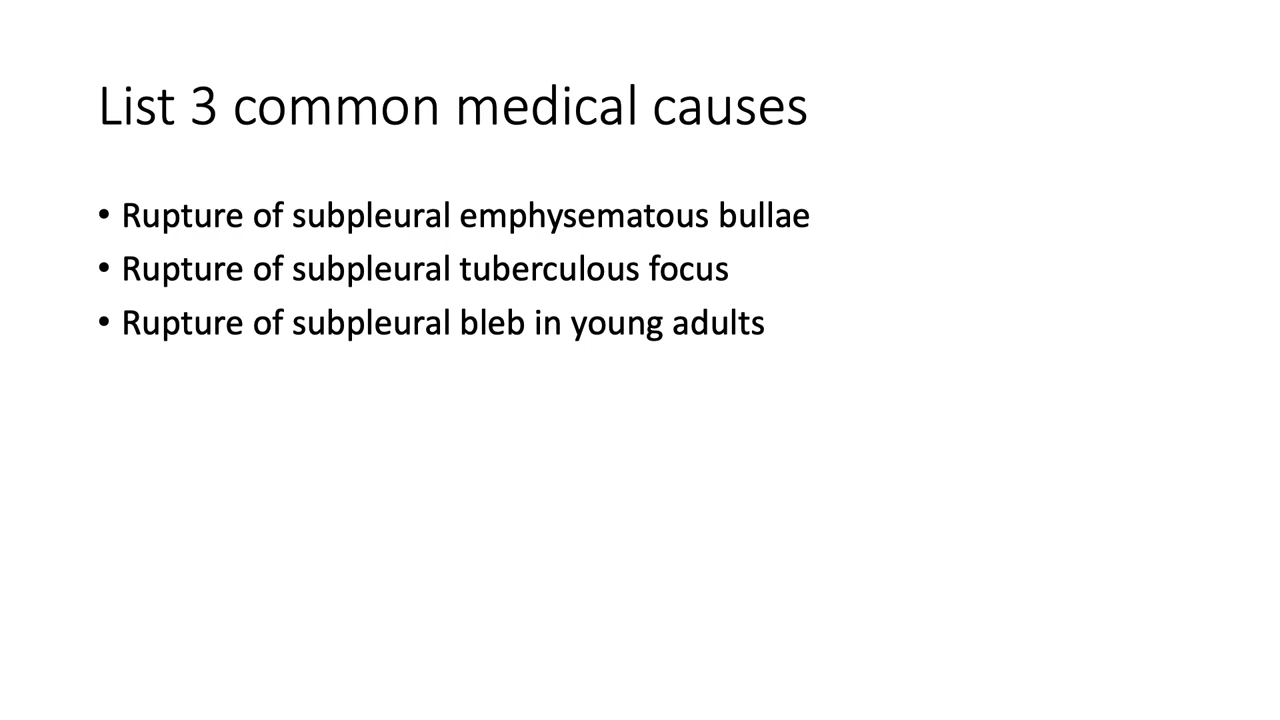 List 3 common medical causes
• Rupture of subpleural emphysematous bullae
• Rupture of subpleural tuberculous focus
• Rupture of subpleural bleb in young adults